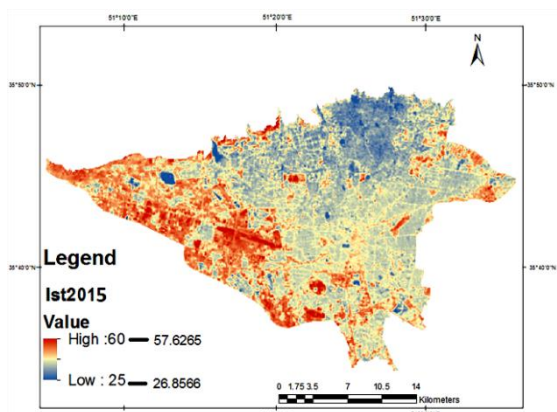 51°10'0"E 51°20'0"E 51°30'0"E
N
35°50'0"N 35°50'0"N
35°40'0"N 35°40'0"N
Legend
lst2015
Value
High :60 57.6265
Low : 25 26.8566
0 1.75 3.5 7 10.5 14
Kilometers